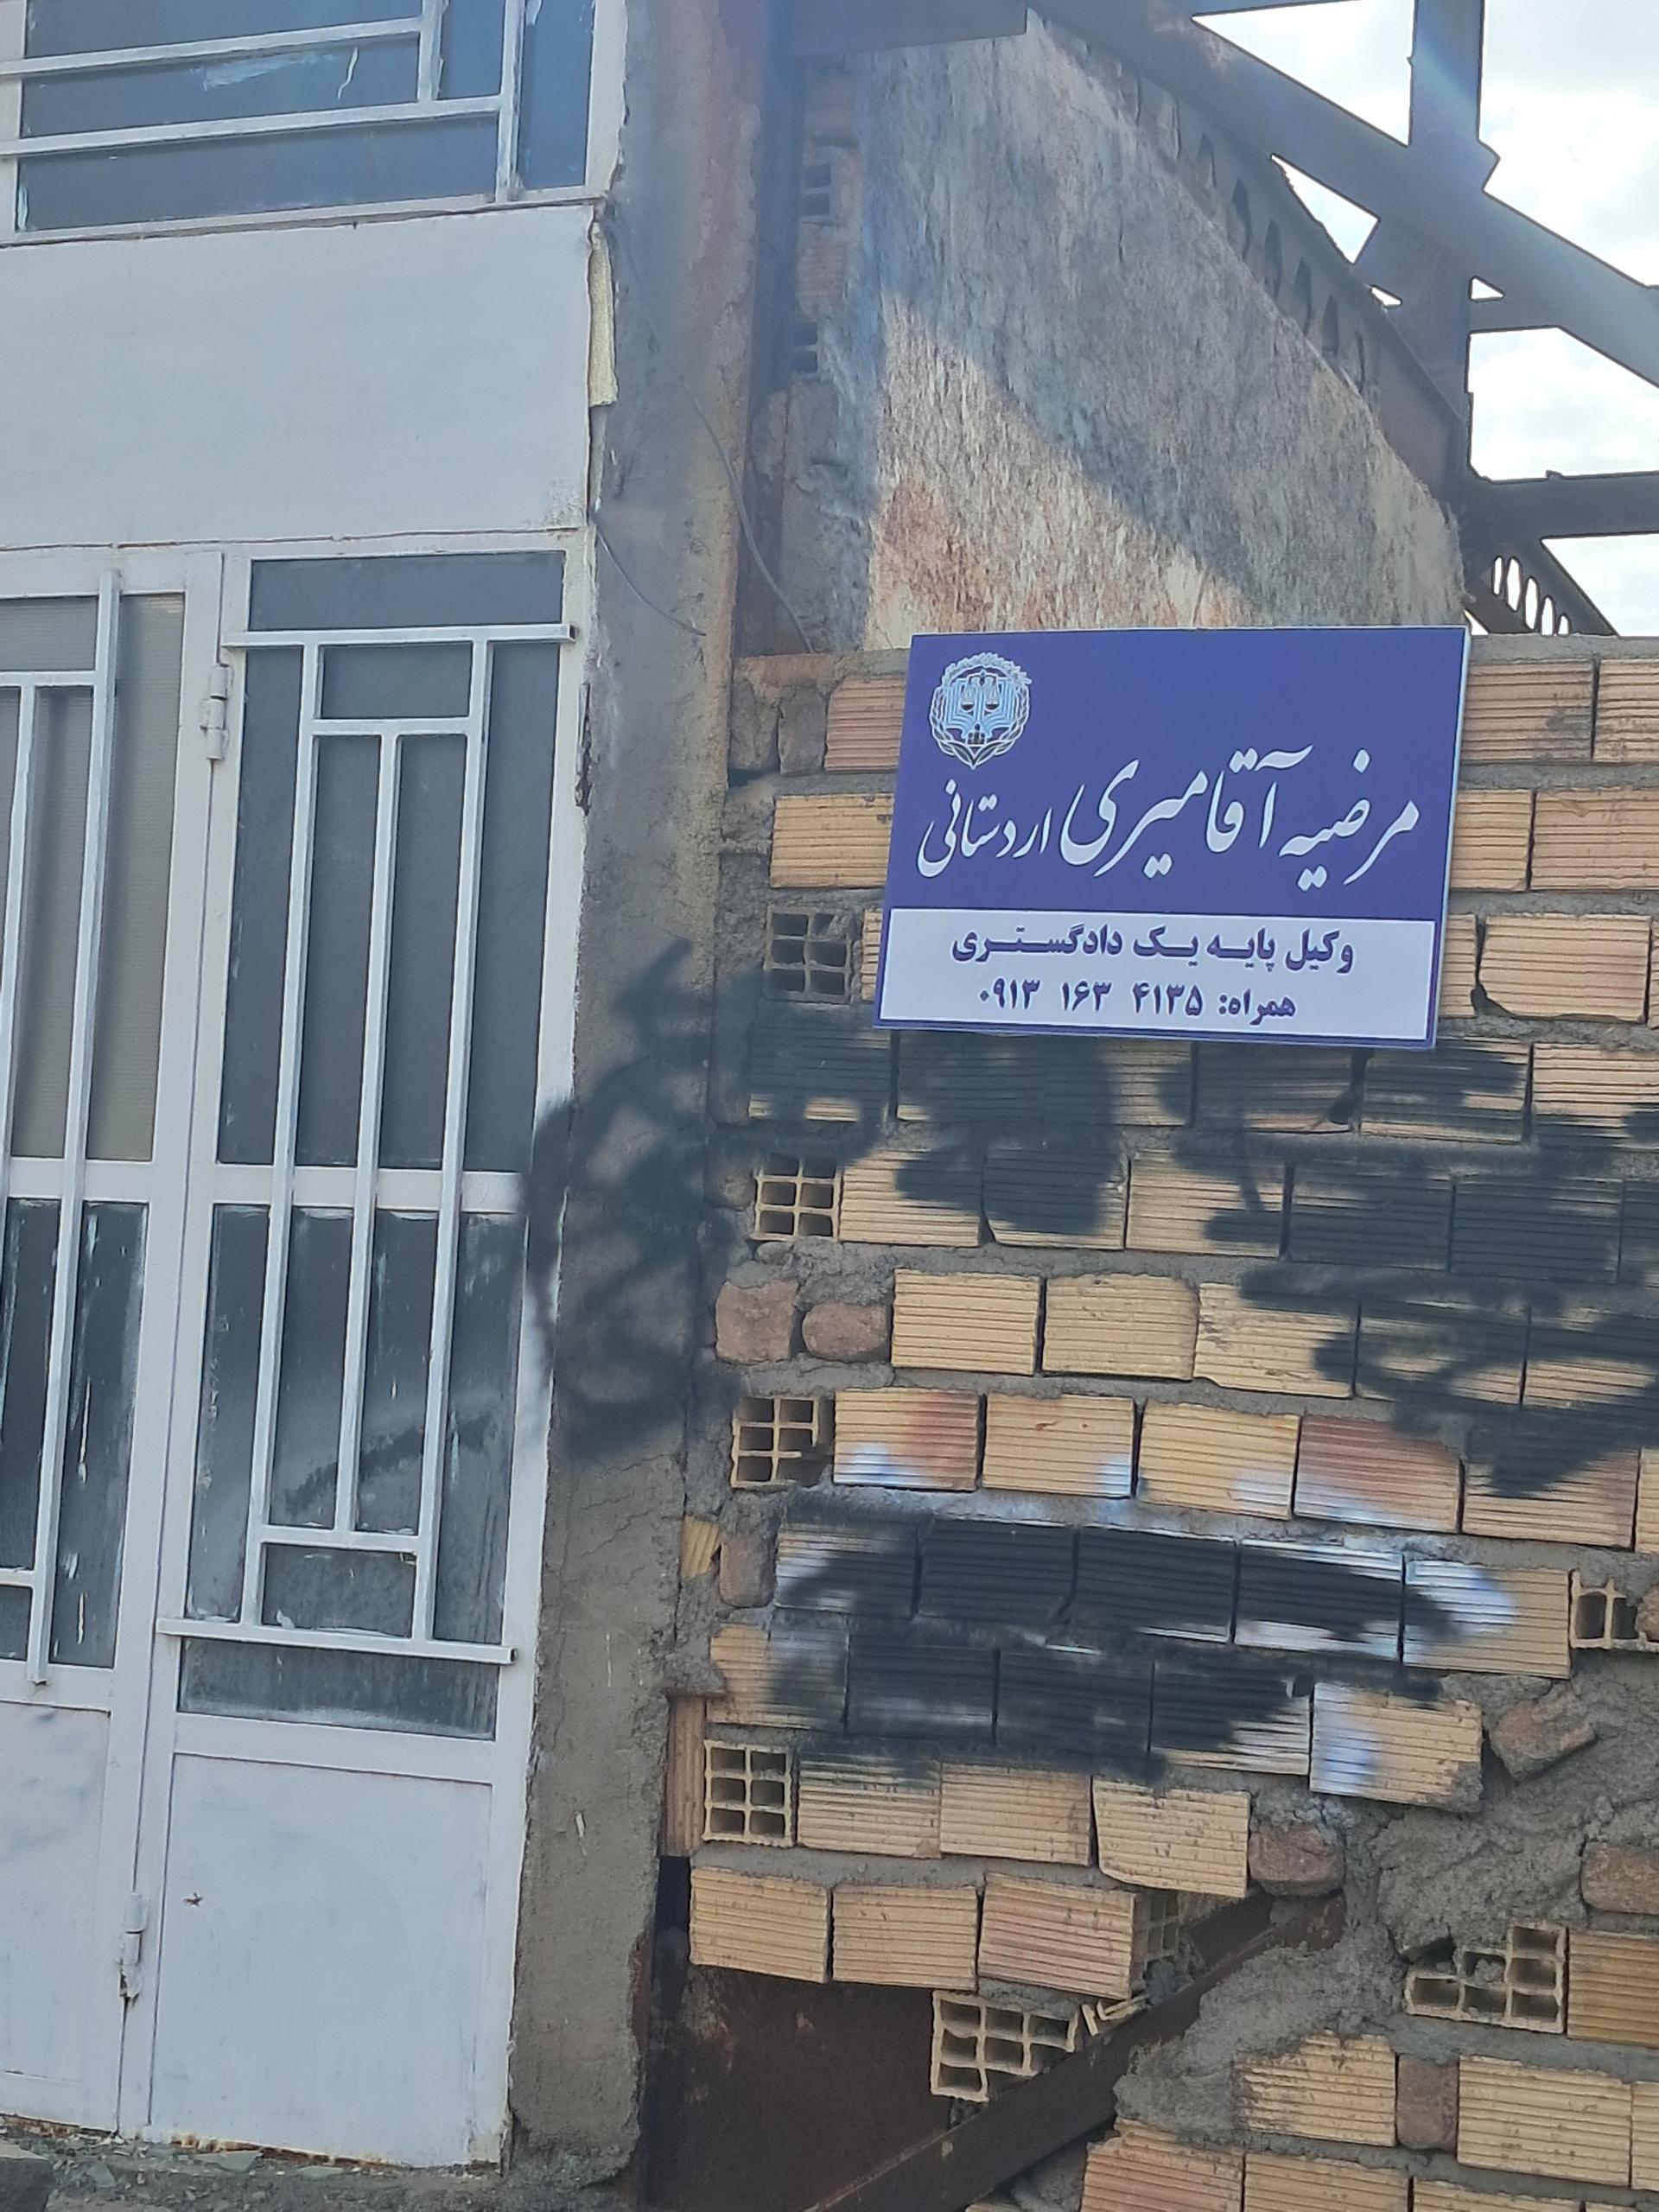 مرضیه آقامیری اردستانی
وکیل پایه یک دادگستری
همراه: ۰۹۱۳ ۱۶۳ ۴۱۳۵